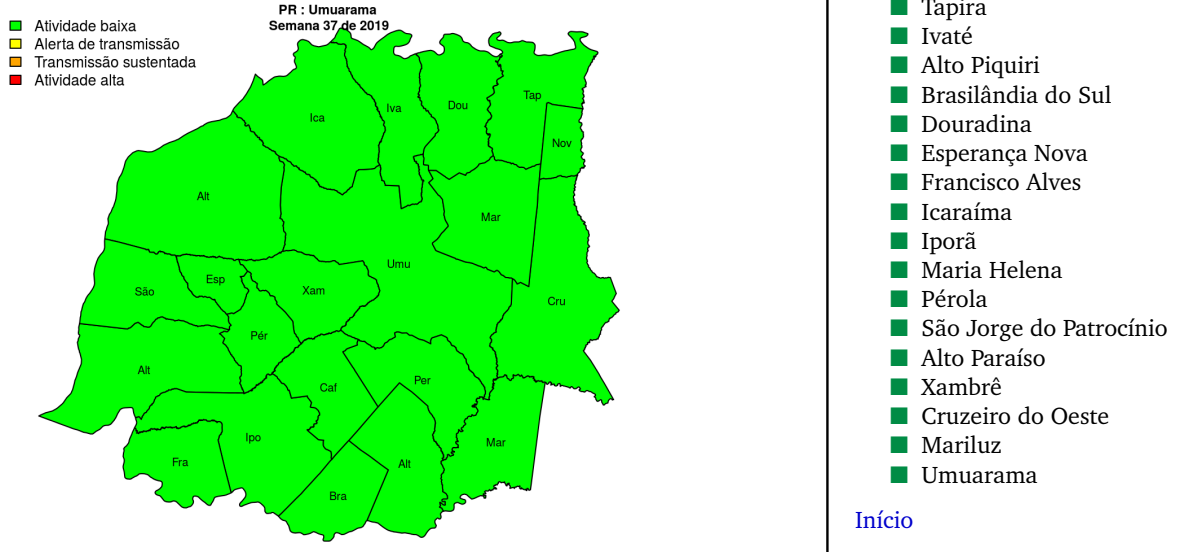 PR : Umuarama
Semana 37 de 2019
Atividade baixa
Alerta de transmissão
Transmissão sustentada
Atividade alta
Ica
Iva
Dou
Tap
Nov
Alt
Mar
Umu
Esp
São
Xam
Cru
Pér
Alt
Caf
Per
Ipo
Mar
Fra
Alt
Bra
Tapira
Ivaté
Alto Piquiri
Brasilândia do Sul
Douradina
Esperança Nova
Francisco Alves
Icaraíma
Iporã
Maria Helena
Pérola
São Jorge do Patrocínio
Alto Paraíso
Xambrê
Cruzeiro do Oeste
Mariluz
Umuarama
Início